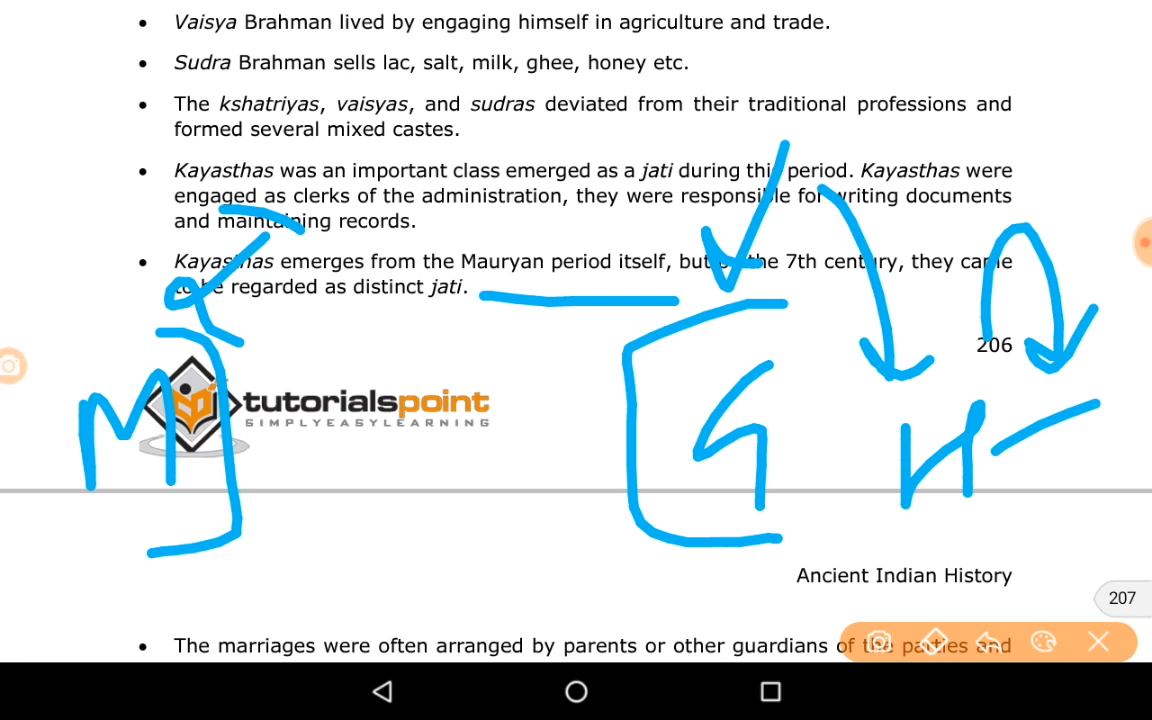 • Vaisya Brahman lived by engaging himself in agriculture and trade.
• Sudra Brahman sells lac, salt, milk, ghee, honey etc.
• The kshatriyas, vaisyas, and sudras deviated from their traditional professions and
formed several mixed castes.
• Kayasthas was an important class emerged as a jati during this period. Kayasthas were
engaged as clerks of the administration, they were responsible for writing documents
and maintaining records.
• Kayasthas emerges from the Mauryan period itself, but by the 7th century, they came
to be regarded as distinct jati.
206
M
tutorialspoint
SIMPLYEASYLEARNING
G H
Ancient Indian History
207
• The marriages were often arranged by parents or other guardians of the parties and